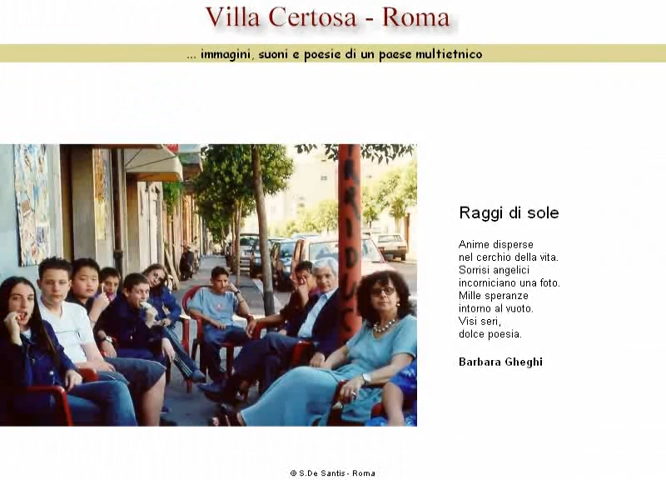 Villa Certosa - Roma
... immagini, suoni e poesie di un paese multietnico
Raggi di sole
Anime disperse
nel cerchio della vita.
Sorrisi angelici
incorniciano una foto.
Mille speranze
intorno al vuoto.
Visi seri,
dolce poesia.
Barbara Gheghi
© S.De Santis - Roma